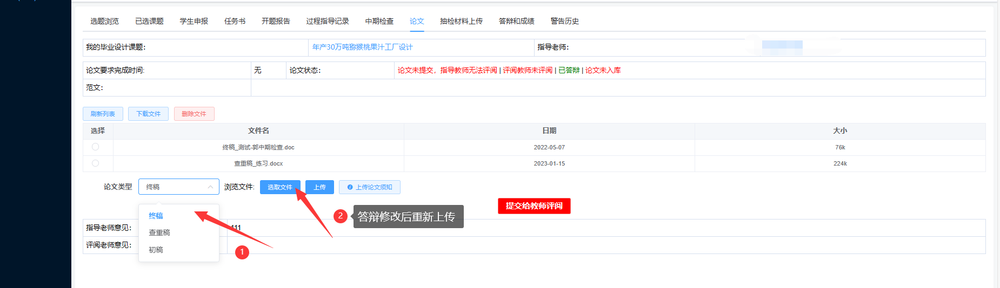 选题浏览 已选课题 学生申报 任务书 开题报告 过程指导记录 中期检查 论文 抽检材料上传 答辩和成绩 警告历史
我的毕业设计课题: 年产30万吨猕猴桃果汁工厂设计 指导老师:
论文要求完成时间: 无 论文状态: 论文未提交，指导教师无法评阅 | 评阅教师未评阅 | 已答辩 | 论文未入库
范文:
刷新列表 下载文件 删除文件
选择 文件名 日期 大小
终稿_测试-郭中期检查.doc 2022-05-07 76k
查重稿_练习.docx 2023-01-15 224k
论文类型 终稿 浏览文件: 选取文件 上传 上传论文须知
提交给教师评阅
终稿
2 答辩修改后重新上传
指导老师意见: 111
查重稿
评阅老师意见:
初稿
1